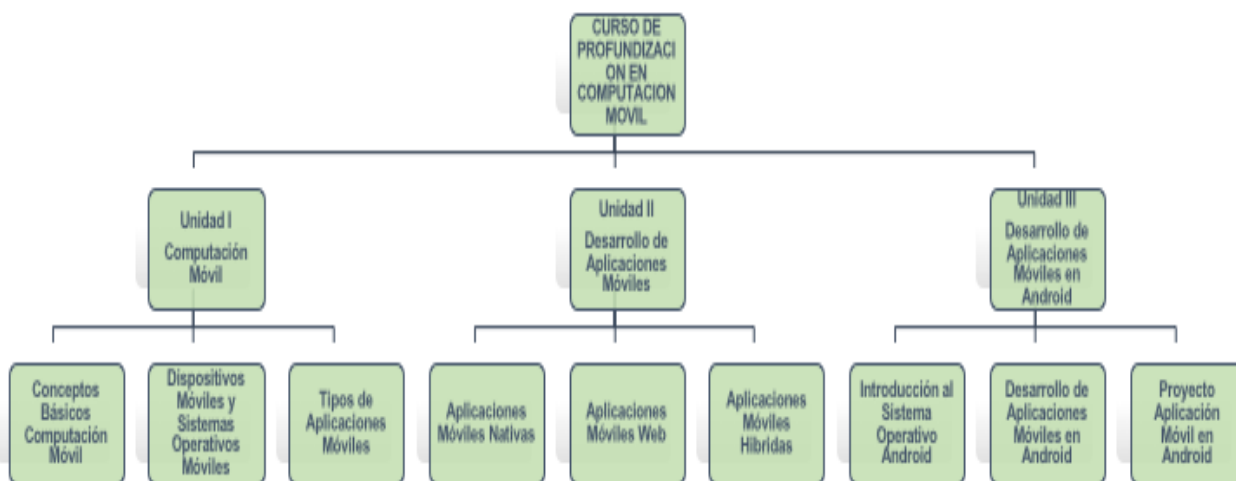 CURSO DE
PROFUNDIZACI
ON EN
COMPUTACION
MOVIL
Unidad I
Computación
Móvil
Unidad II
Desarrollo de
Aplicaciones
Móviles
Unidad III
Desarrollo de
Aplicaciones
Móviles en
Android
Conceptos
Básicos
Computación
Móvil
Dispositivos
Móviles y
Sistemas
Operativos
Móviles
Tipos de
Aplicaciones
Móviles
Aplicaciones
Móviles Nativas
Aplicaciones
Móviles Web
Aplicaciones
Móviles
Hibridas
Introducción al
Sistema
Operativo
Android
Desarrollo de
Aplicaciones
Móviles en
Android
Proyecto
Aplicación
Móvil en
Android